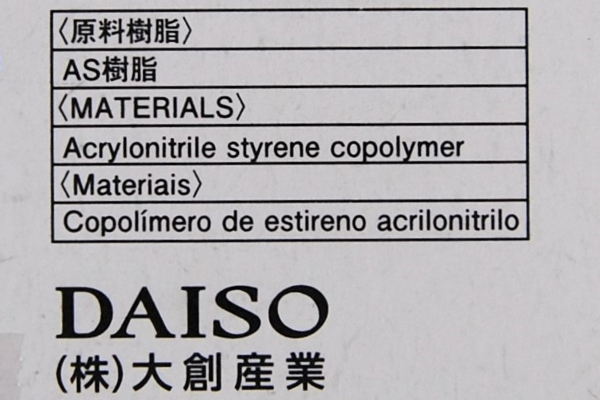 〈原料樹脂〉
AS樹脂
〈MATERIALS〉
Acrylonitrile styrene copolymer
〈Materiais〉
Copolímero de estireno acrilonitrilo
DAISO
(株)大創産業